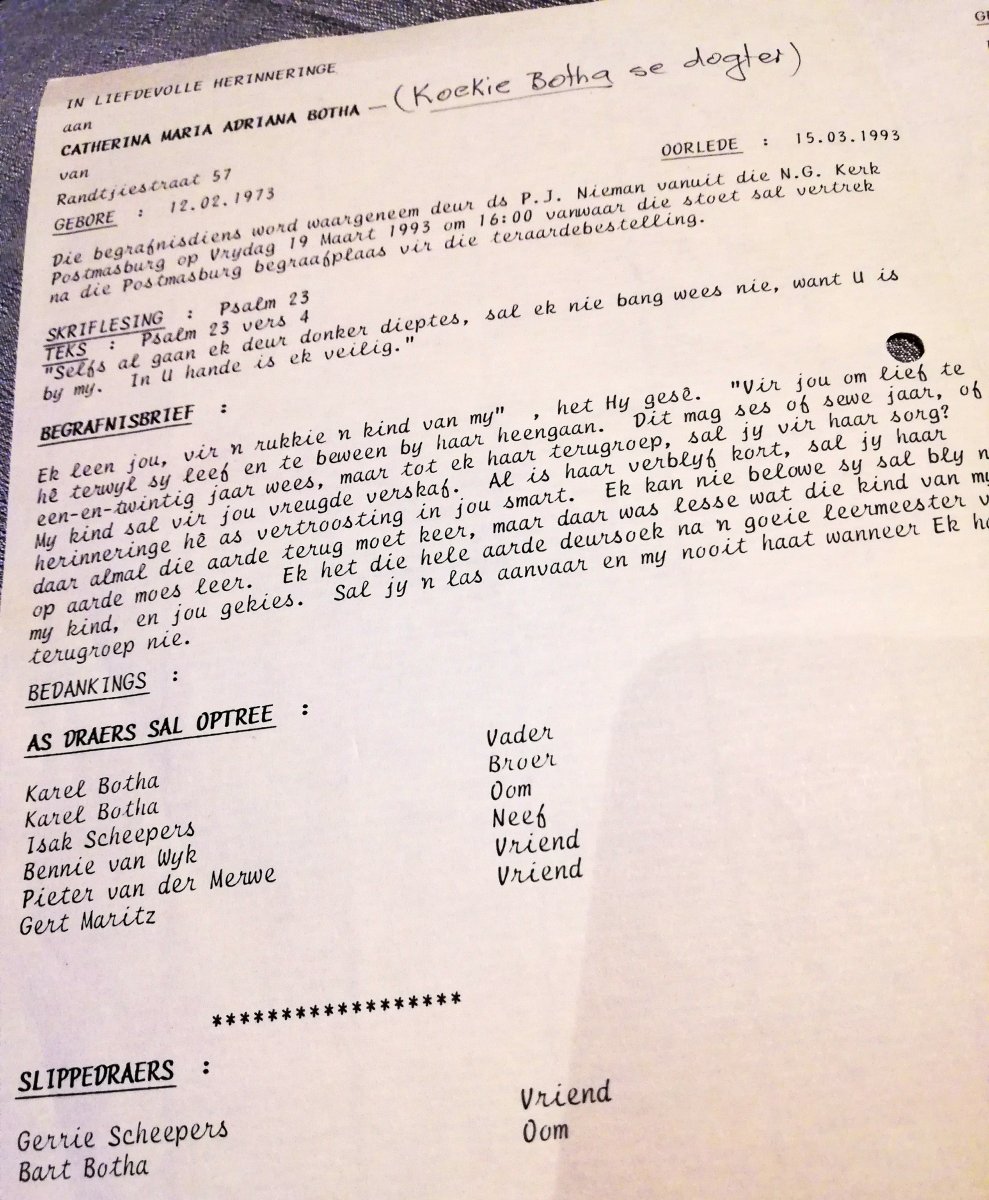 IN LIEFDEVOLLE HERINNERINGE
aan
CATHERINA MARIA ADRIANA BOTHA — (Koekie Botha se dogter)
van
Randtjiestraat 57
GEBORE : 12.02.1973 OORLEDE : 15.03.1993
Die begrafnisdiens word waargeneem deur ds P.J. Nieman vanuit die N.G. Kerk
Postmasburg op Vrydag 19 Maart 1993 om 16:00 vanwaar die stoet sal vertrek
na die Postmasburg begraafplaas vir die teraardebestelling.
SKRIFLESING : Psalm 23
TEKS : Psalm 23 vers 4
"Selfs al gaan ek deur donker dieptes, sal ek nie bang wees nie, want U is
by my. In U hande is ek veilig."
BEGRAFNISBRIEF :
Ek leen jou, vir n rukkie n kind van my" , het Hy gesê. "Vir jou om lief te
hê terwyl sy leef en te beween by haar heengaan. Dit mag ses of sewe jaar, of
een-en-twintig jaar wees, maar tot ek haar terugroep, sal jy vir haar sorg?
My kind sal vir jou vreugde verskaf. Al is haar verblyf kort, sal jy haar
herinneringe hê as vertroosting in jou smart. Ek kan nie belowe sy sal bly n
daar almal die aarde terug moet keer, maar daar was lesse wat die kind van my
op aarde moes leer. Ek het die hele aarde deursoek na n goeie leermeester v
my kind, en jou gekies. Sal jy n las aanvaar en my nooit haat wanneer Ek ha
terugroep nie.
BEDANKINGS :
AS DRAERS SAL OPTREE :
Karel Botha Vader
Karel Botha Broer
Isak Scheepers Oom
Bennie van Wyk Neef
Pieter van der Merwe Vriend
Gert Maritz Vriend
******************
SLIPPEDRAERS :
Gerrie Scheepers Vriend
Bart Botha Oom